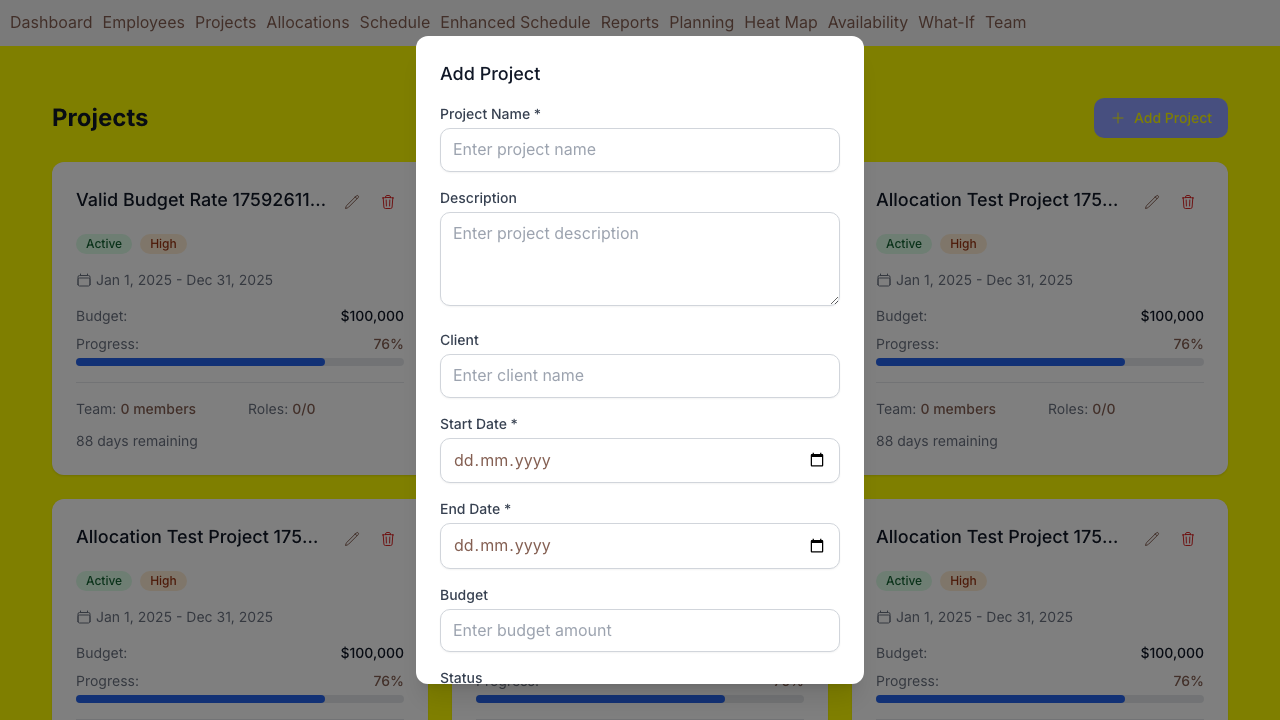 Dashboard Employees Projects Allocations Schedule Enhanced Schedule Reports Planning Heat Map Availability What-If Team
Projects
Add Project
Valid Budget Rate 17592611...
Active High
Jan 1, 2025 - Dec 31, 2025
Budget: $100,000
Progress: 76%
Team: 0 members Roles: 0/0
88 days remaining
Allocation Test Project 175...
Active High
Jan 1, 2025 - Dec 31, 2025
Budget: $100,000
Progress: 76%
Team: 0 members Roles: 0/0
88 days remaining
Allocation Test Project 175...
Active High
Jan 1, 2025 - Dec 31, 2025
Budget: $100,000
Progress: 76%
Allocation Test Project 175...
Active High
Jan 1, 2025 - Dec 31, 2025
Budget: $100,000
Progress: 76%
Add Project
Project Name *
Enter project name
Description
Enter project description
Client
Enter client name
Start Date *
dd.mm.yyyy
End Date *
dd.mm.yyyy
Budget
Enter budget amount
Status